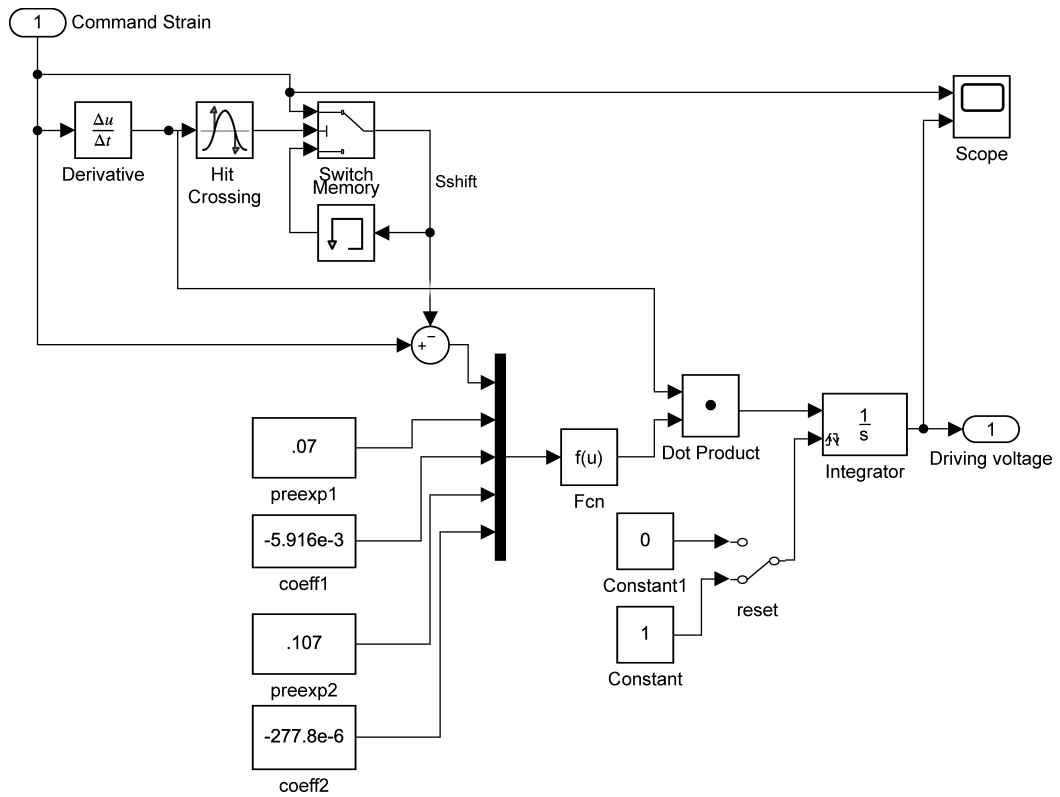 1 Command Strain
Δu
Δt
Derivative
Hit
Crossing
Switch
Memory
Sshift
Scope
+ −
.07
preexp1
-5.916e-3
coeff1
.107
preexp2
-277.8e-6
coeff2
f(u)
Fcn
Dot Product
1
s
Integrator
1
Driving voltage
0
Constant1
1
Constant
reset